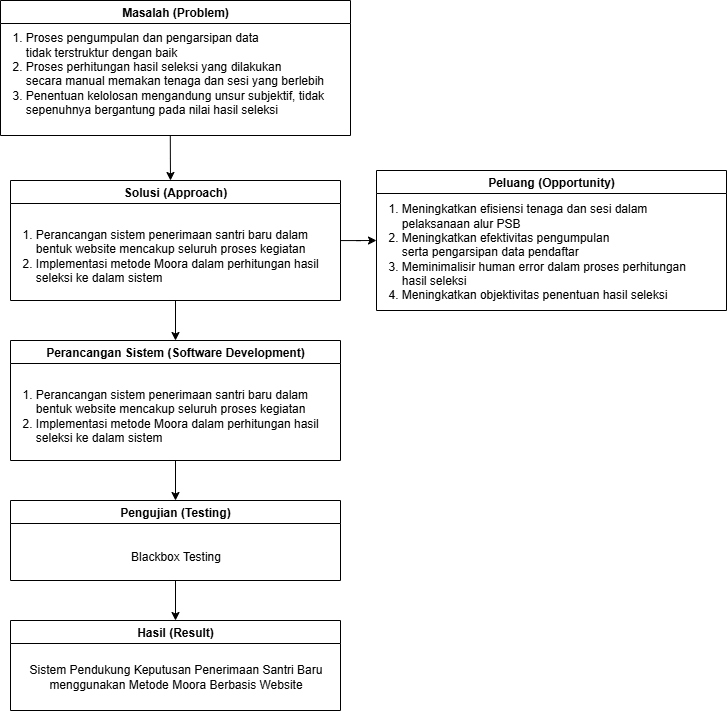 Masalah (Problem)
1. Proses pengumpulan dan pengarsipan data
tidak terstruktur dengan baik
2. Proses perhitungan hasil seleksi yang dilakukan
secara manual memakan tenaga dan sesi yang berlebih
3. Penentuan kelolosan mengandung unsur subjektif, tidak
sepenuhnya bergantung pada nilai hasil seleksi
Solusi (Approach)
1. Perancangan sistem penerimaan santri baru dalam
bentuk website mencakup seluruh proses kegiatan
2. Implementasi metode Moora dalam perhitungan hasil
seleksi ke dalam sistem
Peluang (Opportunity)
1. Meningkatkan efisiensi tenaga dan sesi dalam
pelaksanaan alur PSB
2. Meningkatkan efektivitas pengumpulan
serta pengarsipan data pendaftar
3. Meminimalisir human error dalam proses perhitungan
hasil seleksi
4. Meningkatkan objektivitas penentuan hasil seleksi
Perancangan Sistem (Software Development)
1. Perancangan sistem penerimaan santri baru dalam
bentuk website mencakup seluruh proses kegiatan
2. Implementasi metode Moora dalam perhitungan hasil
seleksi ke dalam sistem
Pengujian (Testing)
Blackbox Testing
Hasil (Result)
Sistem Pendukung Keputusan Penerimaan Santri Baru
menggunakan Metode Moora Berbasis Website